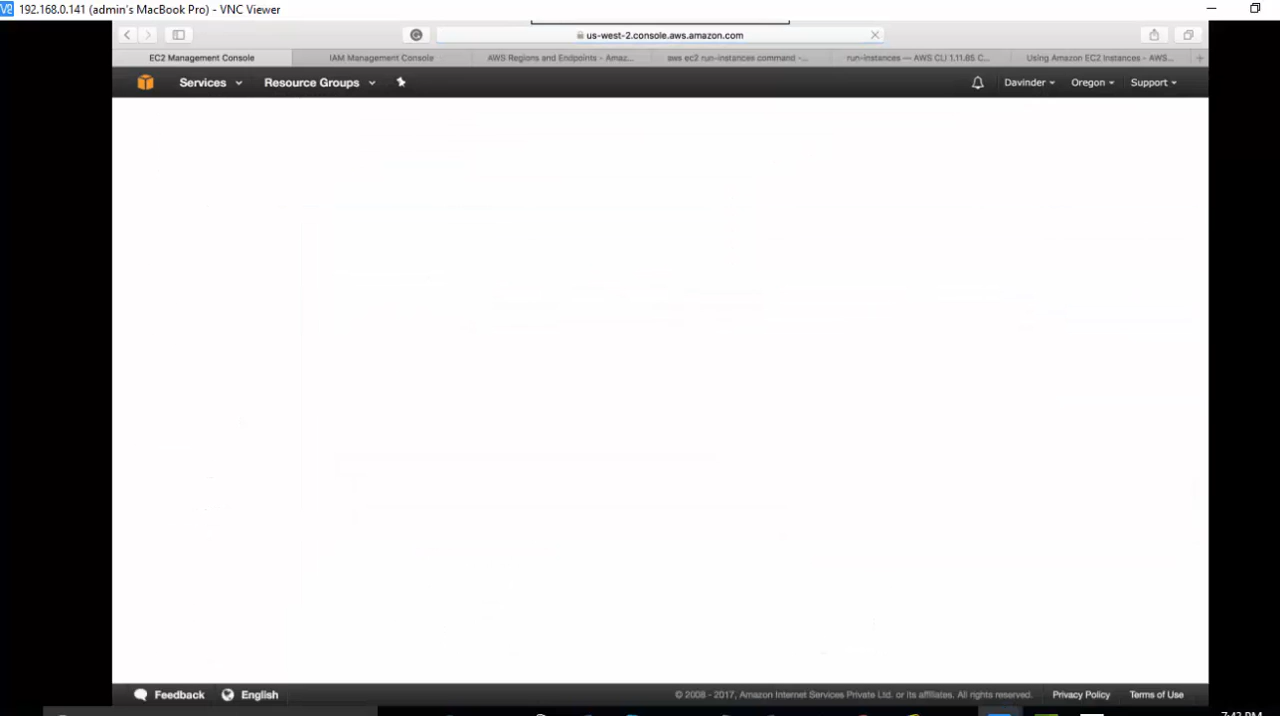 192.168.0.141 (admin's MacBook Pro) - VNC Viewer
us-west-2.console.aws.amazon.com
EC2 Management Console
IAM Management Console
AWS Regions and Endpoints - Amaz...
aws ec2 run-instances command -...
run-instances — AWS CLI 1.11.85 C...
Using Amazon EC2 Instances - AWS...
Services
Resource Groups
Davinder
Oregon
Support
Feedback
English
© 2008 - 2017, Amazon Internet Services Private Ltd. or its affiliates. All rights reserved.
Privacy Policy
Terms of Use
7:43 PM